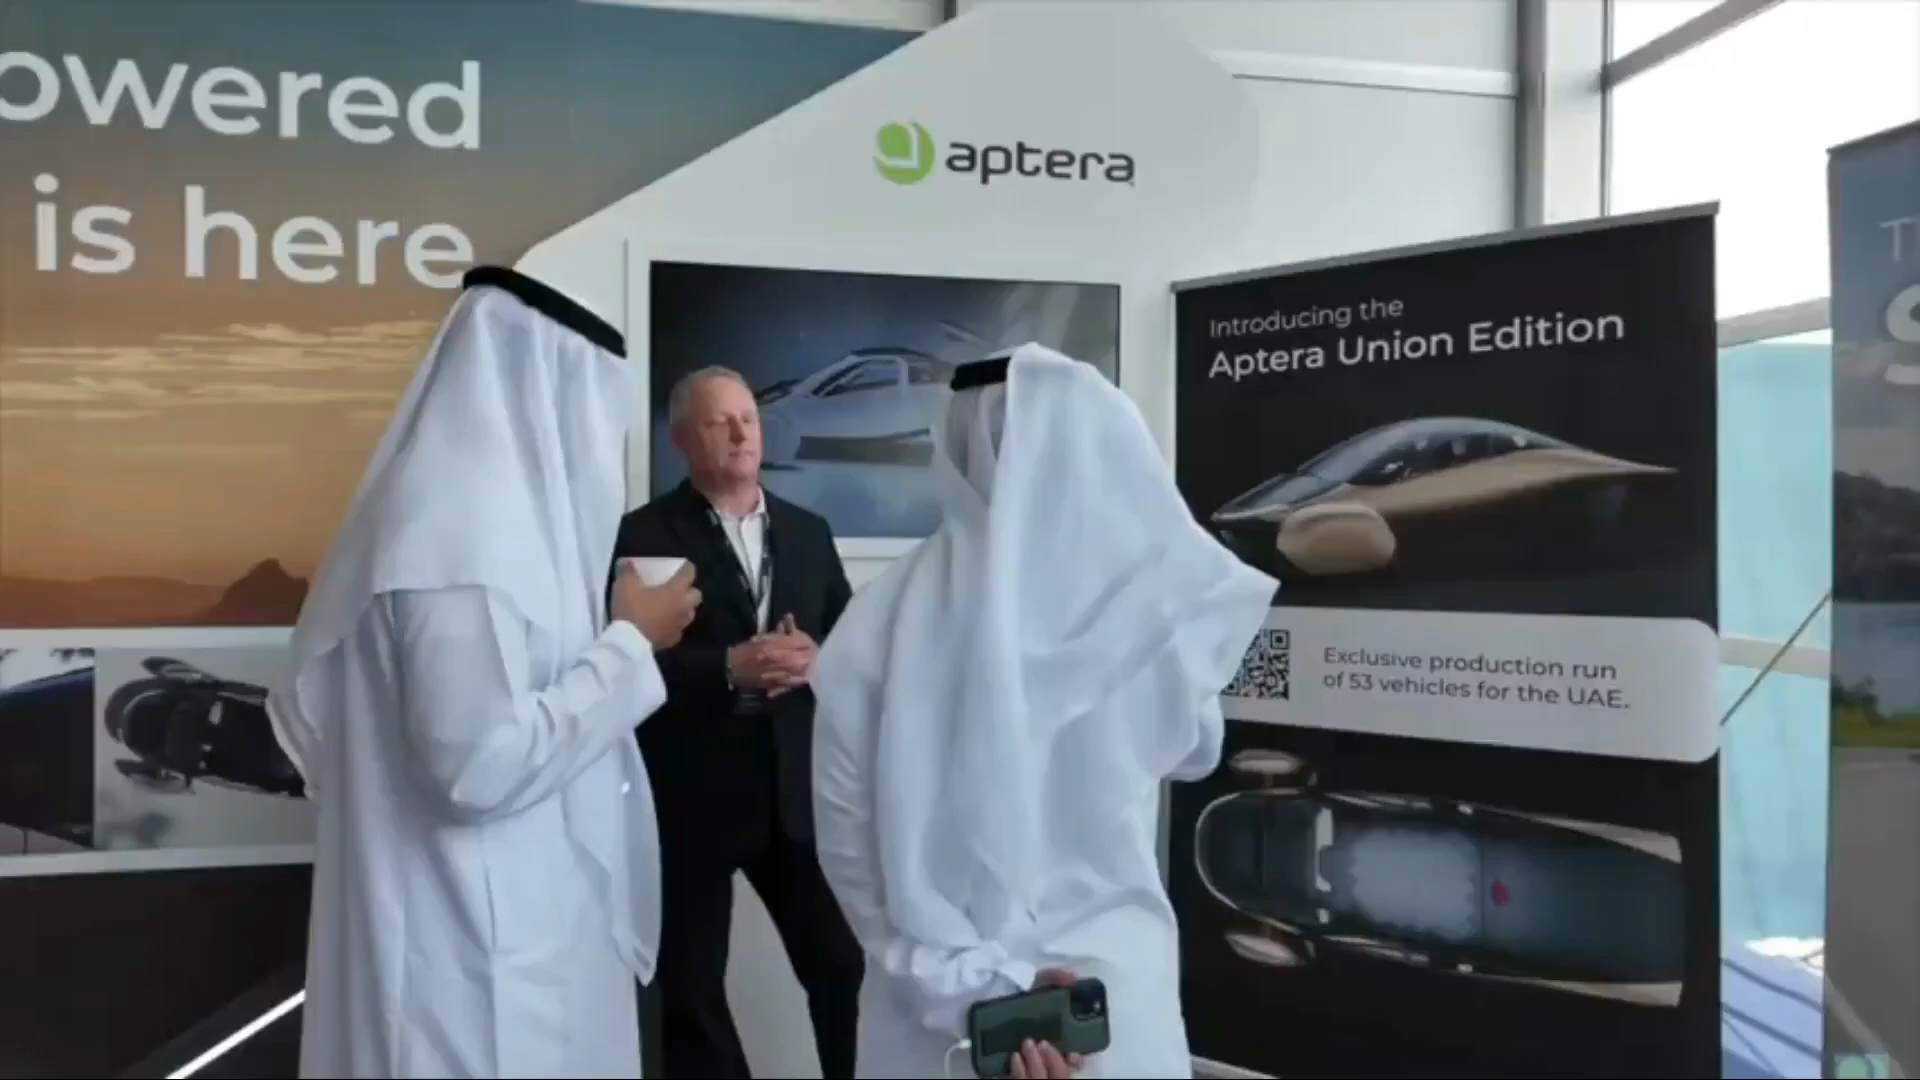 owered
is here
aptera
Introducing the
Aptera Union Edition
Exclusive production run
of 53 vehicles for the UAE.